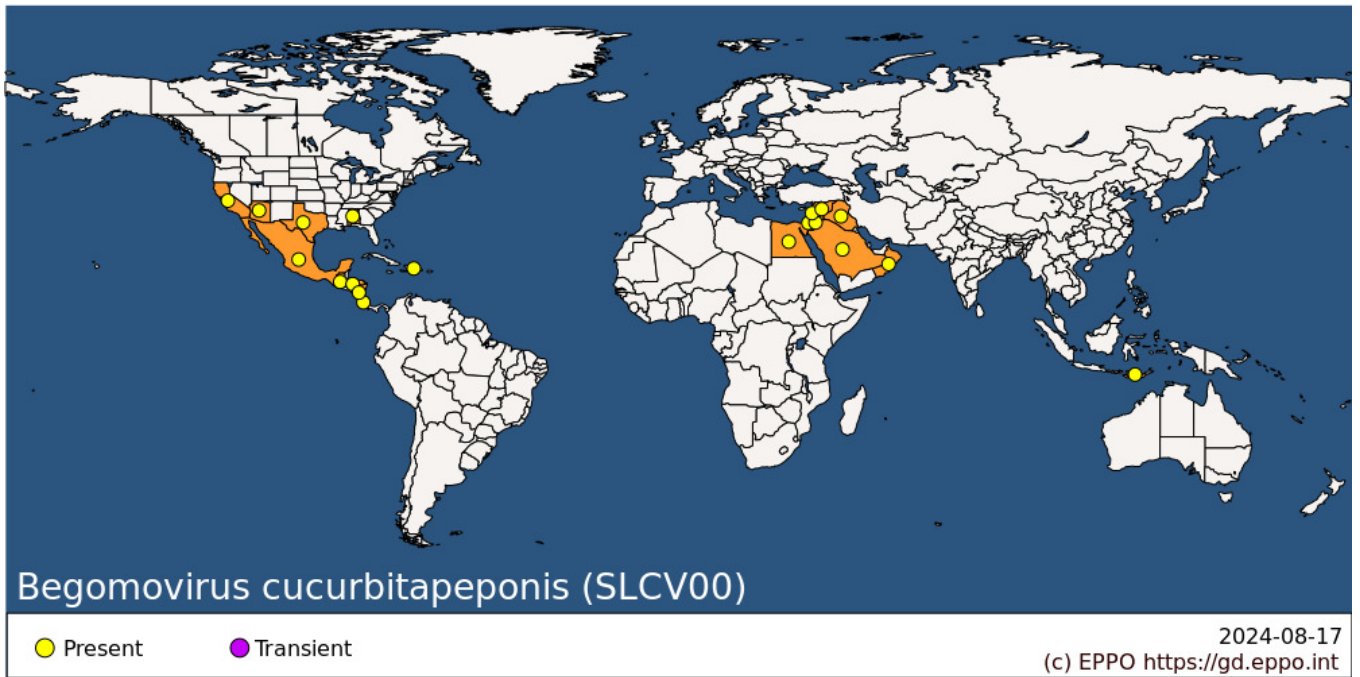 Begomovirus cucurbitapeponis (SLCV00)
Present
Transient
2024-08-17
(c) EPPO https://gd.eppo.int